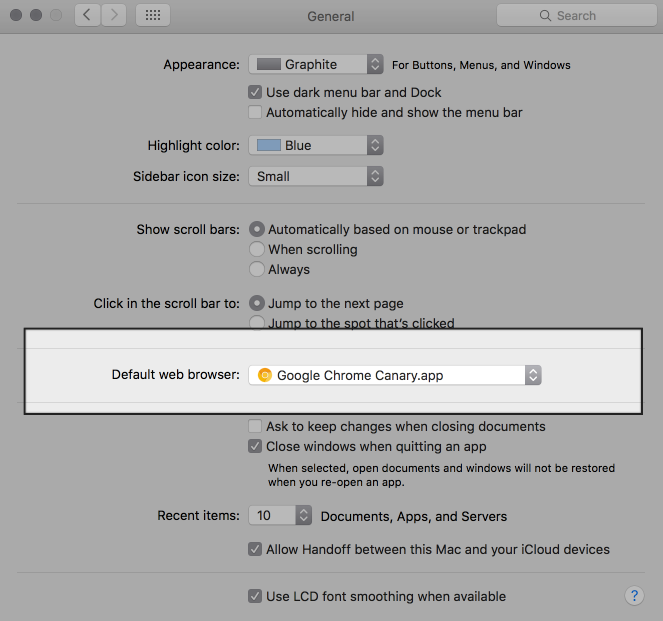 General
Search
Appearance: Graphite For Buttons, Menus, and Windows
Use dark menu bar and Dock
Automatically hide and show the menu bar
Highlight color: Blue
Sidebar icon size: Small
Show scroll bars: Automatically based on mouse or trackpad
When scrolling
Always
Click in the scroll bar to: Jump to the next page
Jump to the spot that's clicked
Default web browser: Google Chrome Canary.app
Ask to keep changes when closing documents
Close windows when quitting an app
When selected, open documents and windows will not be restored
when you re-open an app.
Recent items: 10 Documents, Apps, and Servers
Allow Handoff between this Mac and your iCloud devices
Use LCD font smoothing when available ?